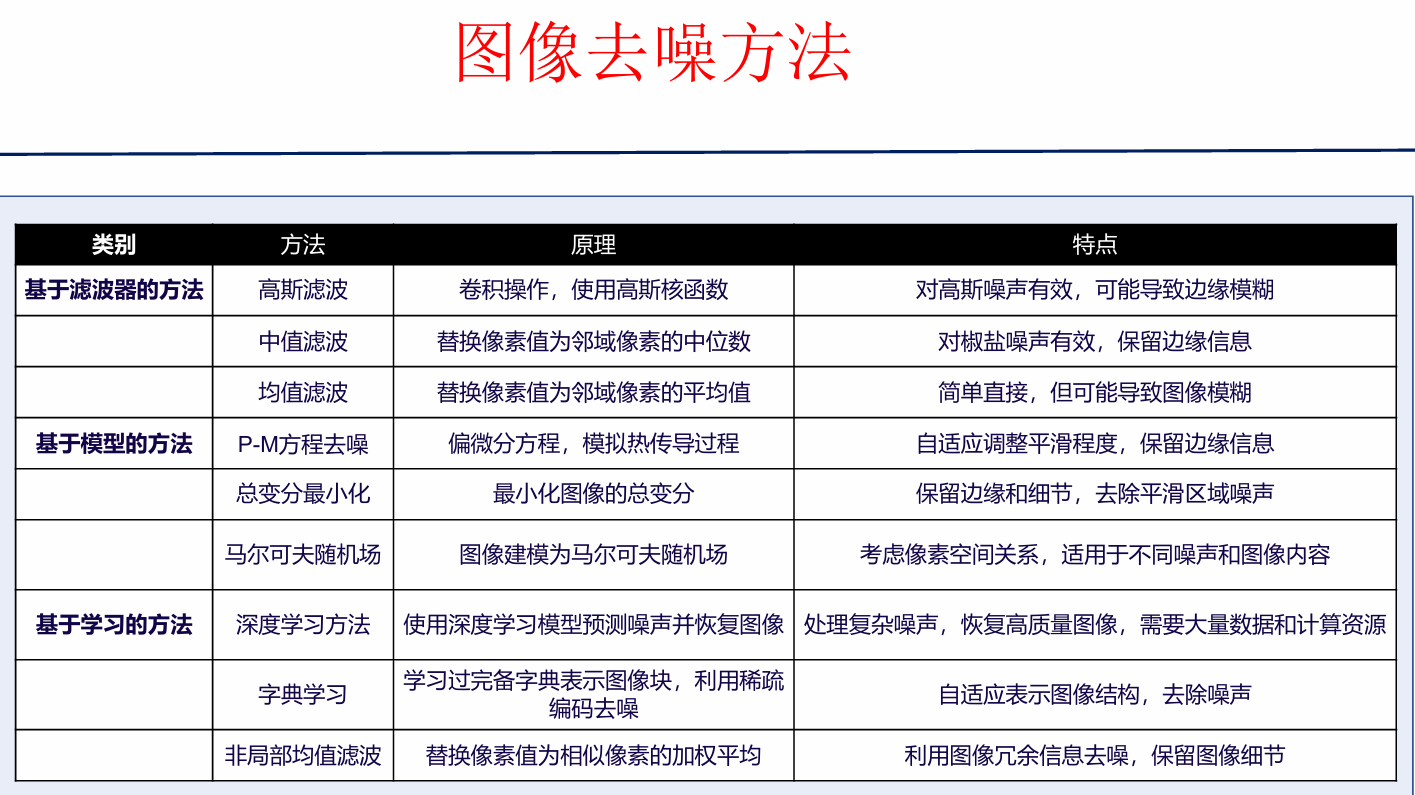 图像去噪方法
类别 方法 原理 特点
基于滤波器的方法 高斯滤波 卷积操作，使用高斯核函数 对高斯噪声有效，可能导致边缘模糊
中值滤波 替换像素值为邻域像素的中位数 对椒盐噪声有效，保留边缘信息
均值滤波 替换像素值为邻域像素的平均值 简单直接，但可能导致图像模糊
基于模型的方法 P-M方程去噪 偏微分方程，模拟热传导过程 自适应调整平滑程度，保留边缘信息
总变分最小化 最小化图像的总变分 保留边缘和细节，去除平滑区域噪声
马尔可夫随机场 图像建模为马尔可夫随机场 考虑像素空间关系，适用于不同噪声和图像内容
基于学习的方法 深度学习方法 使用深度学习模型预测噪声并恢复图像 处理复杂噪声，恢复高质量图像，需要大量数据和计算资源
字典学习 学习过完备字典表示图像块，利用稀疏
编码去噪 自适应表示图像结构，去除噪声
非局部均值滤波 替换像素值为相似像素的加权平均 利用图像冗余信息去噪，保留图像细节